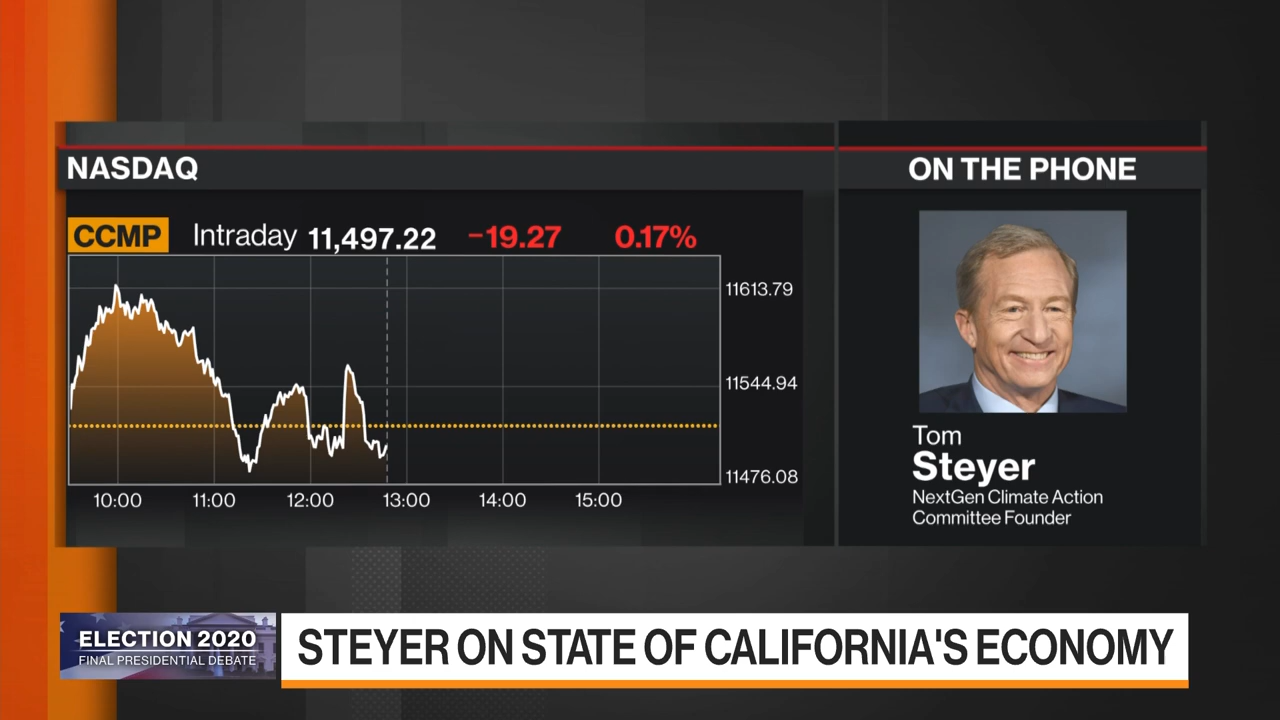 NASDAQ
CCMP Intraday 11,497.22 −19.27 0.17%
11613.79
11544.94
11476.08
10:00 11:00 12:00 13:00 14:00 15:00
ON THE PHONE
Tom
Steyer
NextGen Climate Action
Committee Founder
ELECTION 2020
FINAL PRESIDENTIAL DEBATE
STEYER ON STATE OF CALIFORNIA'S ECONOMY